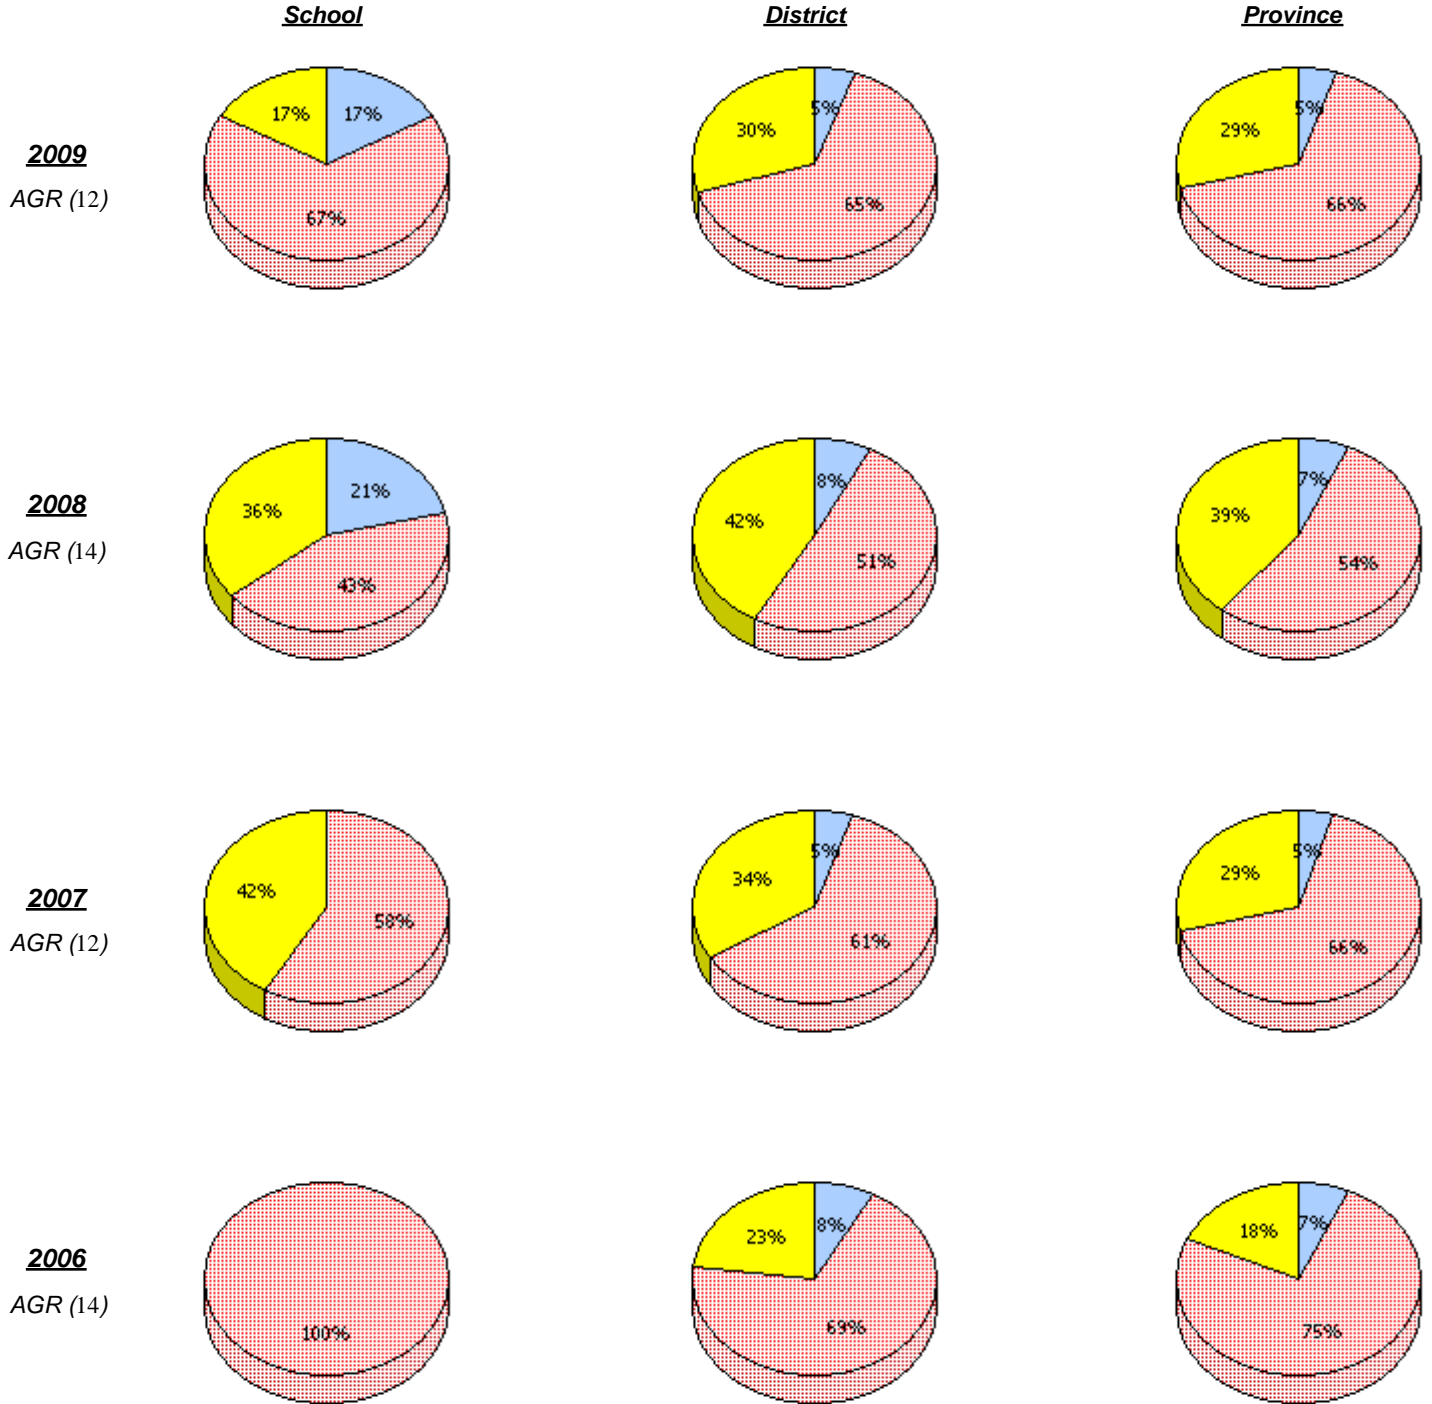 School District Province
17% 17% 30% 5% 29% 5%
2009
AGR (12)
67% 65% 66%
36% 21% 42% 8% 39% 7%
2008
AGR (14)
43% 51% 54%
42% 34% 5% 29% 5%
2007
AGR (12)
58% 61% 66%
23% 8% 18% 7%
2006
AGR (14)
100% 69% 75%